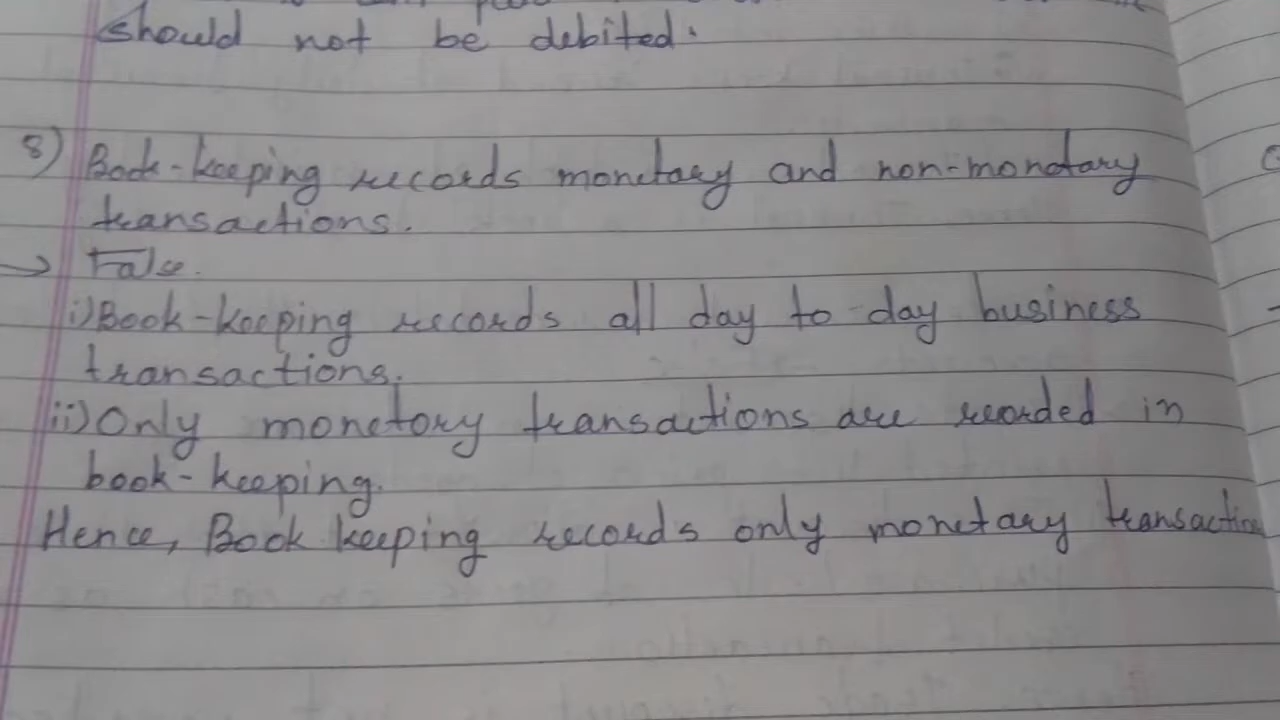 should not be debited.
8) Book-keeping records monetary and non-monotary
transactions.
→ False.
i) Book-keeping records all day to day business
transactions.
ii) Only monetory transactions are recorded in
book-keeping.
Hence, Book keeping records only monetary transaction